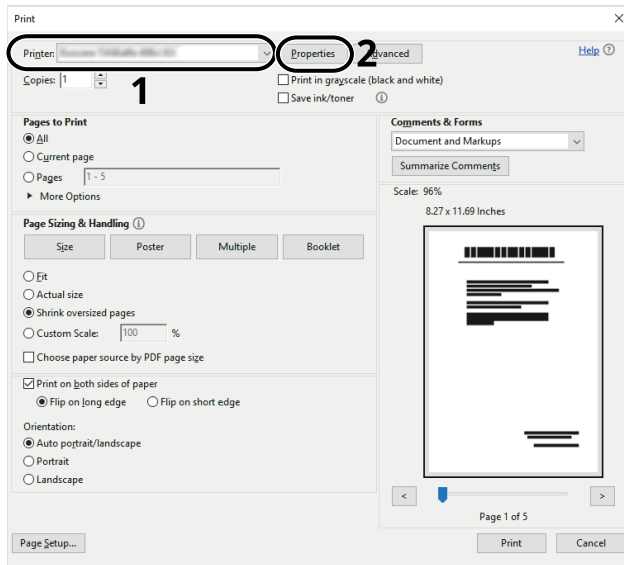 Print
Printer:
Properties
2
Advanced
Help
Copies: 1
1
Print in grayscale (black and white)
Save ink/toner
Pages to Print
All
Current page
Pages 1 - 5
More Options
Comments & Forms
Document and Markups
Summarize Comments
Scale: 96%
8.27 x 11.69 Inches
Page Sizing & Handling
Size Poster Multiple Booklet
Fit
Actual size
Shrink oversized pages
Custom Scale: 100 %
Choose paper source by PDF page size
Print on both sides of paper
Flip on long edge Flip on short edge
Orientation:
Auto portrait/landscape
Portrait
Landscape
< >
Page 1 of 5
Page Setup... Print Cancel